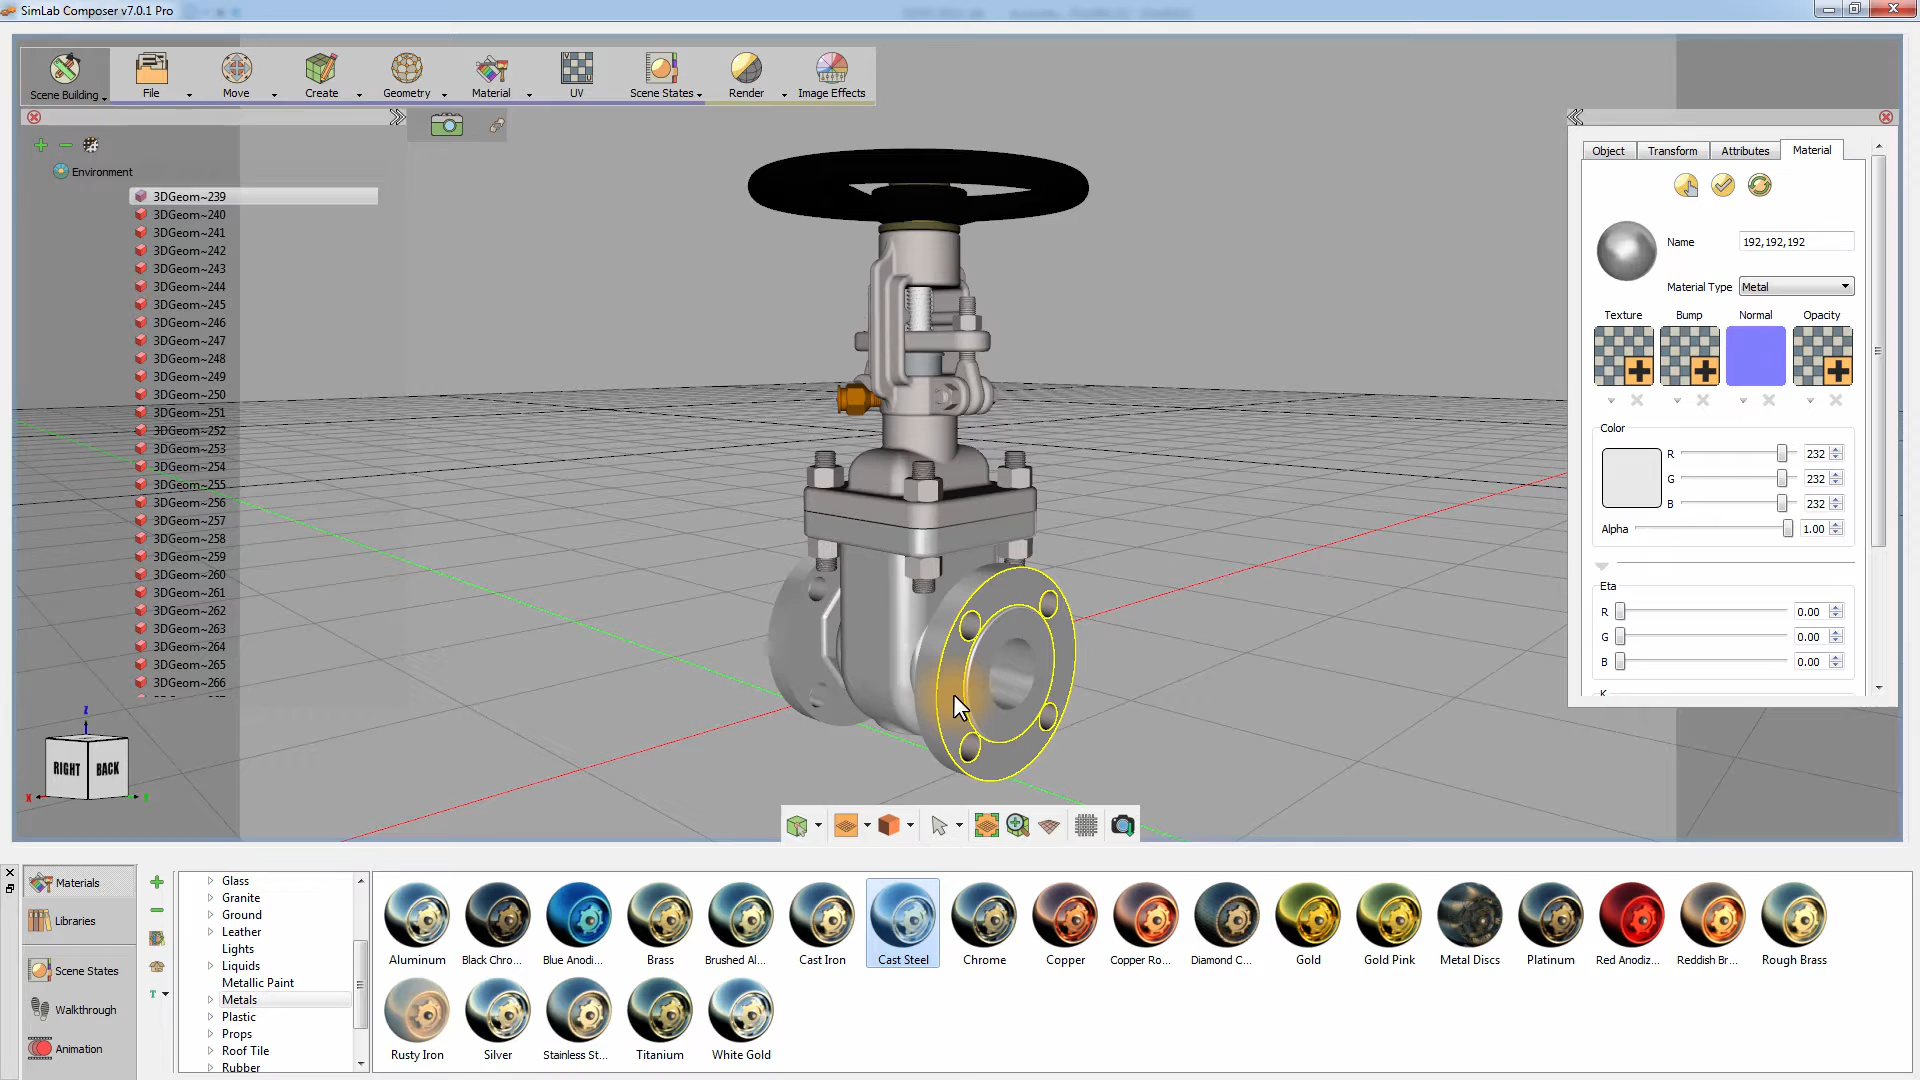 SimLab Composer v7.0.1 Pro
Scene Building
File
Move
Create
Geometry
Material
UV
Scene States
Render
Image Effects
Environment
3DGeom~239
3DGeom~240
3DGeom~241
3DGeom~242
3DGeom~243
3DGeom~244
3DGeom~245
3DGeom~246
3DGeom~247
3DGeom~248
3DGeom~249
3DGeom~250
3DGeom~251
3DGeom~252
3DGeom~253
3DGeom~254
3DGeom~255
3DGeom~256
3DGeom~257
3DGeom~258
3DGeom~259
3DGeom~260
3DGeom~261
3DGeom~262
3DGeom~263
3DGeom~264
3DGeom~265
3DGeom~266
RIGHT BACK
Object Transform Attributes Material
Name 192,192,192
Material Type Metal
Texture Bump Normal Opacity
Color
R 232
G 232
B 232
Alpha 1.00
Eta
R 0.00
G 0.00
B 0.00
K
Materials
Libraries
Scene States
Walkthrough
Animation
Glass
Granite
Ground
Leather
Lights
Liquids
Metallic Paint
Metals
Plastic
Props
Roof Tile
Rubber
Aluminum Black Chro... Blue Anodi... Brass Brushed Al... Cast Iron Cast Steel Chrome Copper Copper Ro... Diamond C... Gold Gold Pink Metal Discs Platinum Red Anodiz... Reddish Br... Rough Brass
Rusty Iron Silver Stainless St... Titanium White Gold